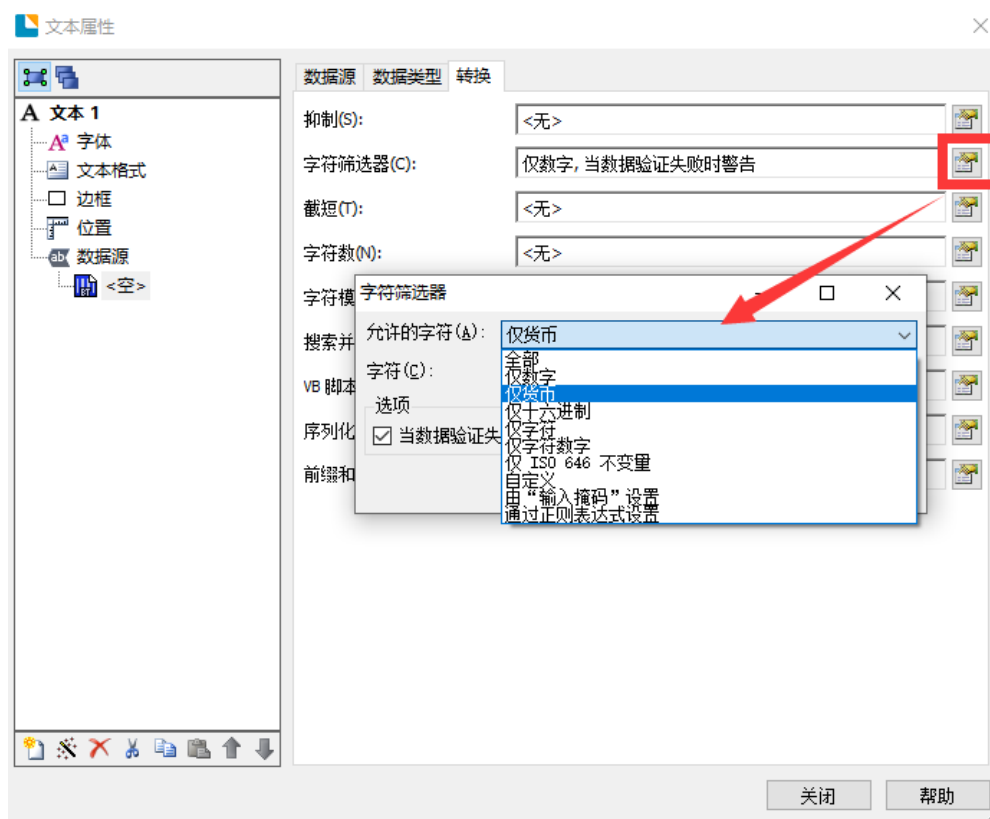 文本属性
数据源 数据类型 转换
A 文本 1
字体
文本格式
边框
位置
数据源
<空>
抑制(S): <无>
字符筛选器(C): 仅数字, 当数据验证失败时警告
截短(T): <无>
字符数(N): <无>
字符模
搜索并
VB 脚本
序列化
前缀和
字符筛选器
允许的字符(A): 仅货币
字符(C):
选项
当数据验证失
全部
仅数字
仅货币
仅十六进制
仅字符
仅字符数字
仅 ISO 646 不变量
自定义
由“输入掩码”设置
通过正则表达式设置
关闭 帮助